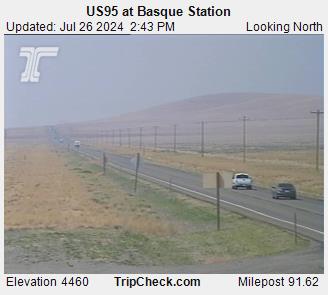 US95 at Basque Station
Updated: Jul 26 2024 2:43 PM Looking North
Elevation 4460 TripCheck.com Milepost 91.62